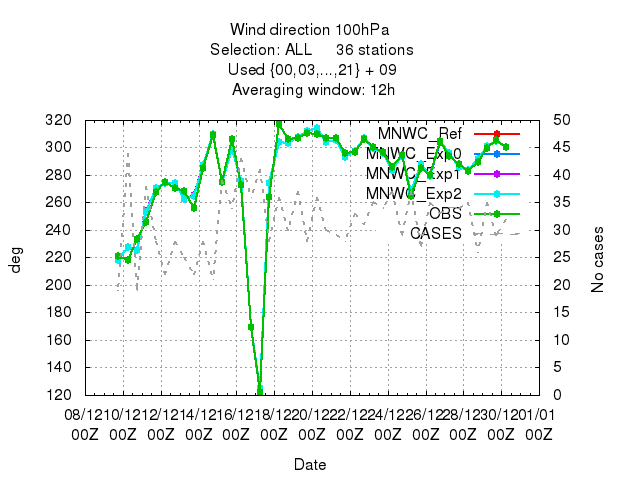 Wind direction 100hPa
Selection: ALL 36 stations
Used {00,03,...,21} + 09
Averaging window: 12h
320 300 280 260 240 220 200 180 160 140 120
deg
50 45 40 35 30 25 20 15 10 5 0
No cases
MNWC_Ref
MNWC_Exp0
MNWC_Exp1
MNWC_Exp2
OBS
CASES
08/12 10/12 12/12 14/12 16/12 18/12 20/12 22/12 24/12 26/12 28/12 30/12 01/01
00Z 00Z 00Z 00Z 00Z 00Z 00Z 00Z 00Z 00Z 00Z 00Z 00Z
Date